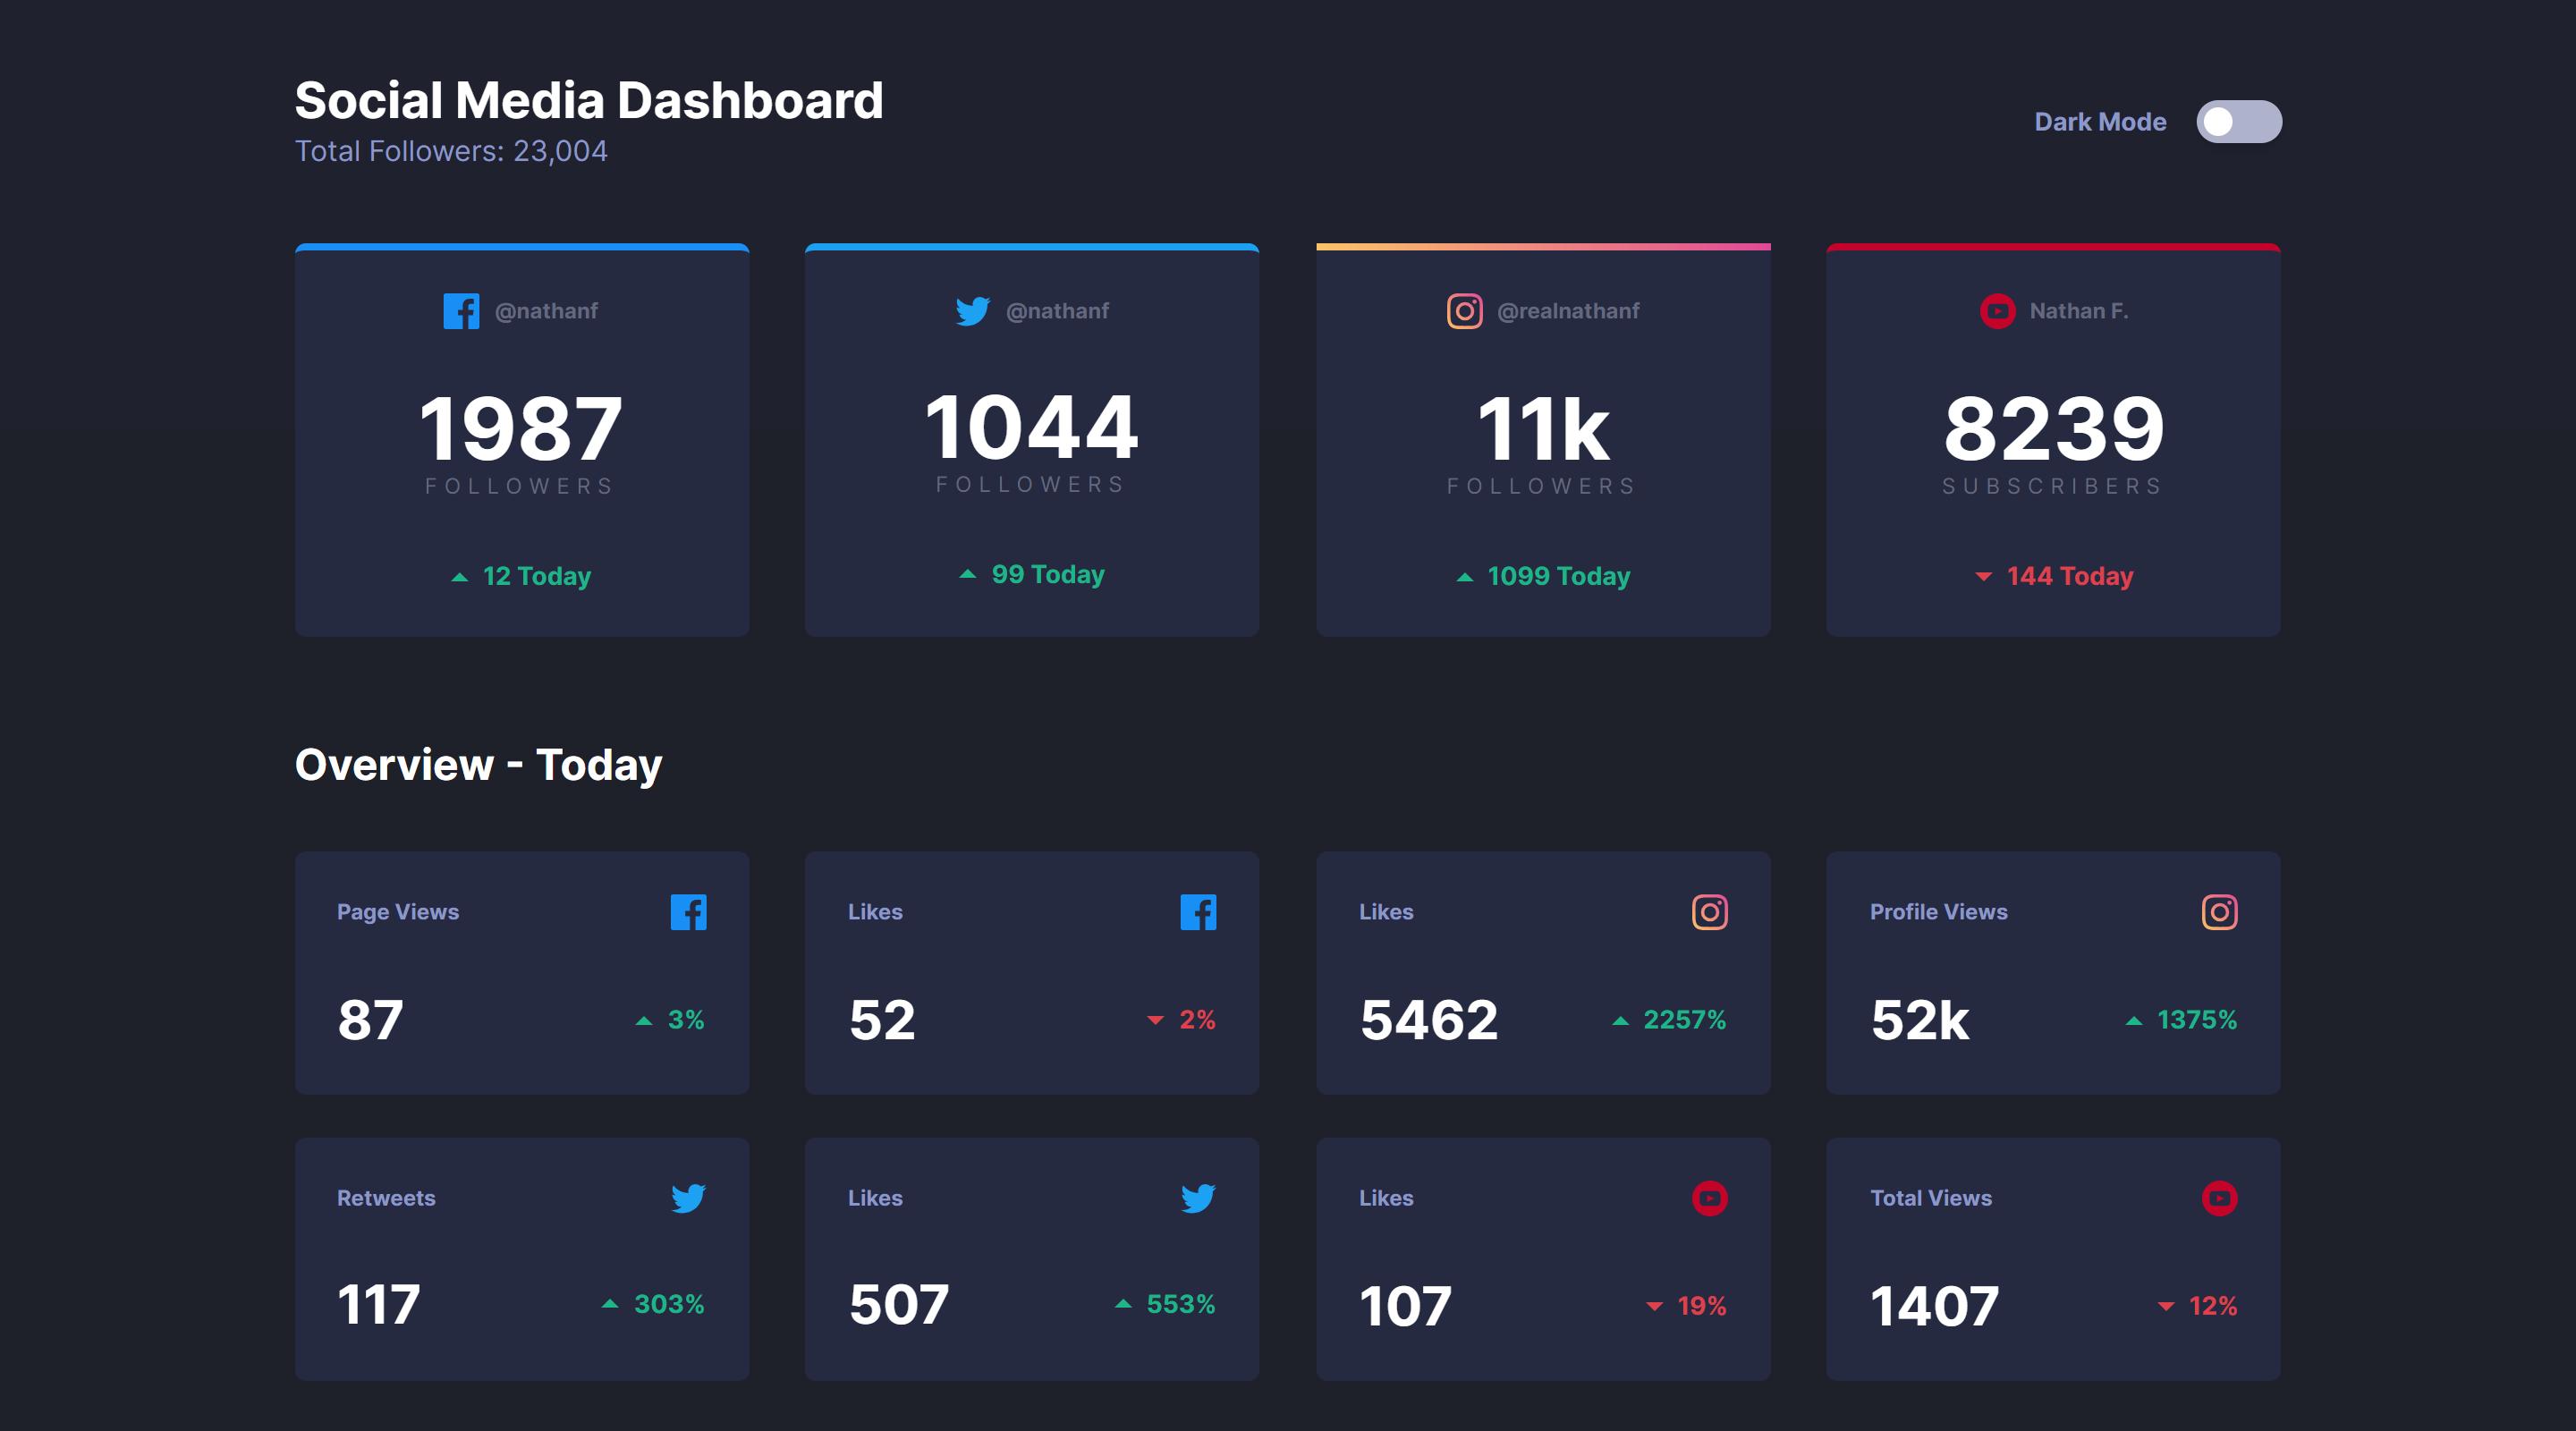 Social Media Dashboard
Total Followers: 23,004
Dark Mode
@nathanf
1987
FOLLOWERS
12 Today
@nathanf
1044
FOLLOWERS
99 Today
@realnathanf
11k
FOLLOWERS
1099 Today
Nathan F.
8239
SUBSCRIBERS
144 Today
Overview - Today
Page Views
87
3%
Likes
52
2%
Likes
5462
2257%
Profile Views
52k
1375%
Retweets
117
303%
Likes
507
553%
Likes
107
19%
Total Views
1407
12%